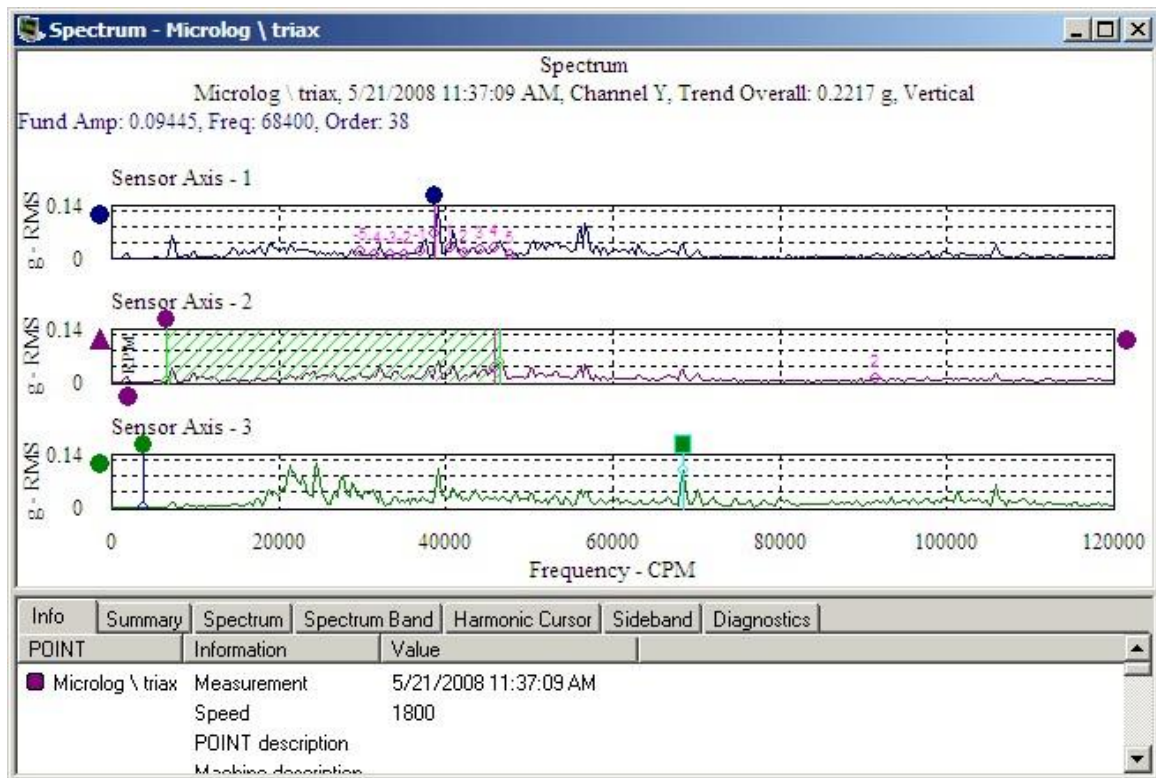 Spectrum - Microlog \ triax
Spectrum
Microlog \ triax, 5/21/2008 11:37:09 AM, Channel Y, Trend Overall: 0.2217 g, Vertical
Fund Amp: 0.09445, Freq: 68400, Order: 38
Sensor Axis - 1
g - RMS
0.14
0
Sensor Axis - 2
g - RMS
0.14
0
RPM
2
Sensor Axis - 3
g - RMS
0.14
0
0 20000 40000 60000 80000 100000 120000
Frequency - CPM
Info Summary Spectrum Spectrum Band Harmonic Cursor Sideband Diagnostics
POINT Information Value
Microlog \ triax Measurement 5/21/2008 11:37:09 AM
Speed 1800
POINT description
Machine description